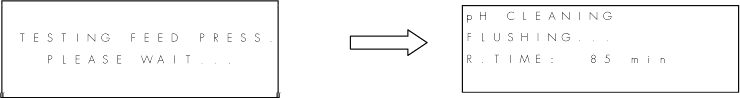 TESTING FEED PRESS.
PLEASE WAIT...
pH CLEANING
FLUSHING...
R.TIME: 85 min